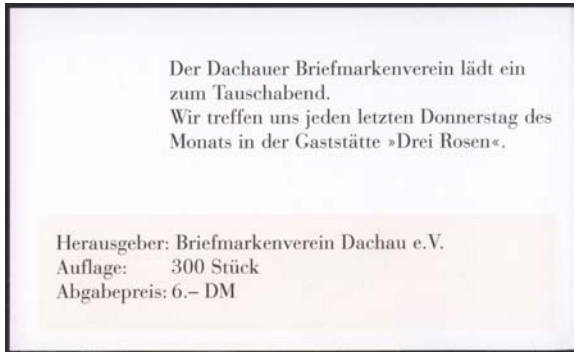 Der Dachauer Briefmarkenverein lädt ein
zum Tauschabend.
Wir treffen uns jeden letzten Donnerstag des
Monats in der Gaststätte »Drei Rosen«.
Herausgeber: Briefmarkenverein Dachau e.V.
Auflage: 300 Stück
Abgabepreis: 6.– DM